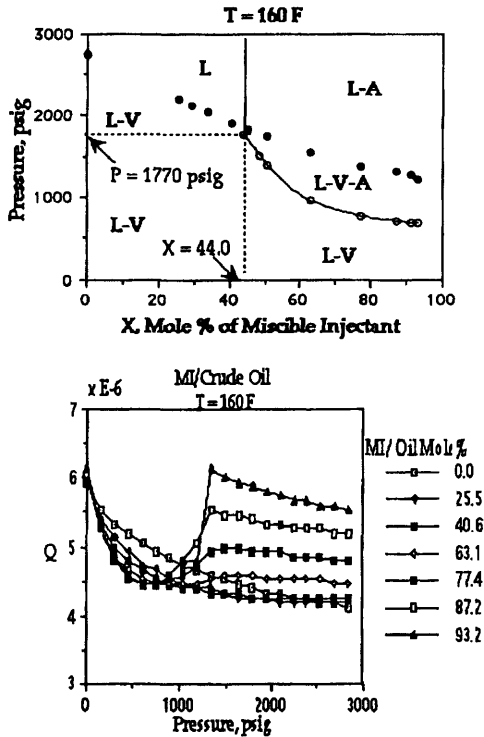 T = 160 F
3000
2000
1000
0
Pressure, psig
L
L-A
L-V
P = 1770 psig
L-V-A
L-V
X = 44.0
L-V
0 20 40 60 80 100
X, Mole % of Miscible Injectant
x E-6
MI/Crude Oil
T = 160 F
7
6
5
4
3
Q
0 1000 2000 3000
Pressure, psig
MI/ Oil Mole %
0.0
25.5
40.6
63.1
77.4
87.2
93.2